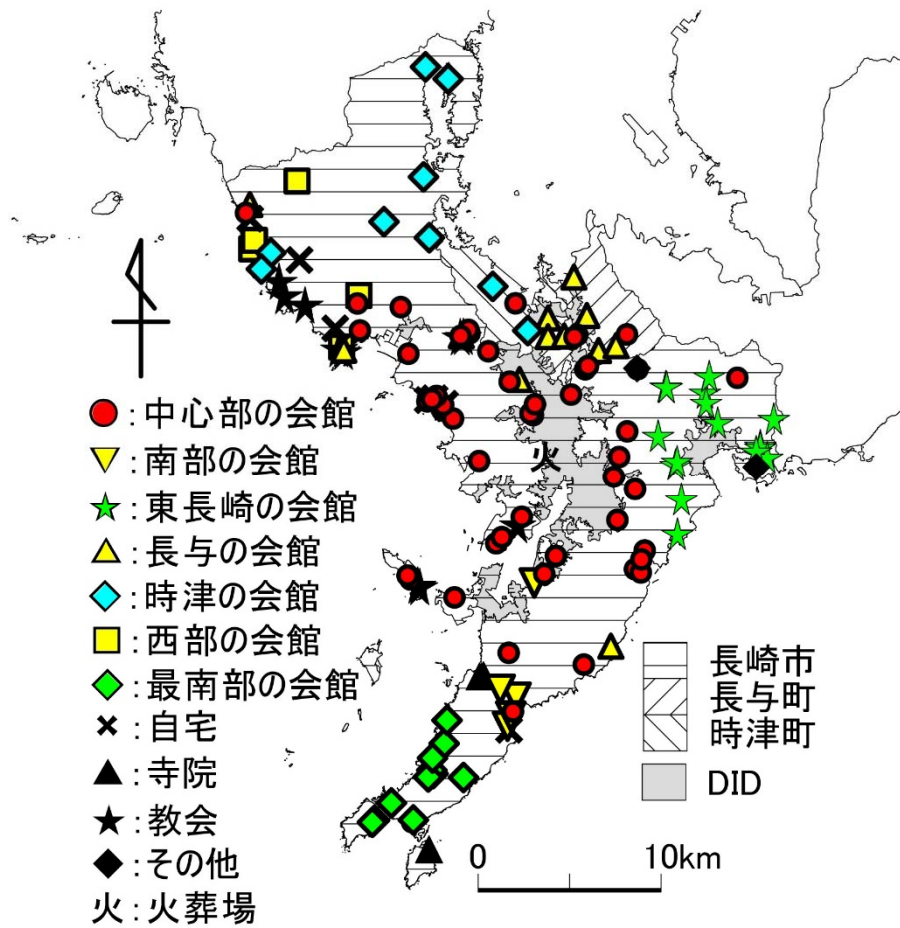 ：中心部の会館
：南部の会館
：東長崎の会館
：長与の会館
：時津の会館
：西部の会館
：最南部の会館
：自宅
：寺院
：教会
：その他
火：火葬場
火
長崎市
長与町
時津町
DID
0 10km